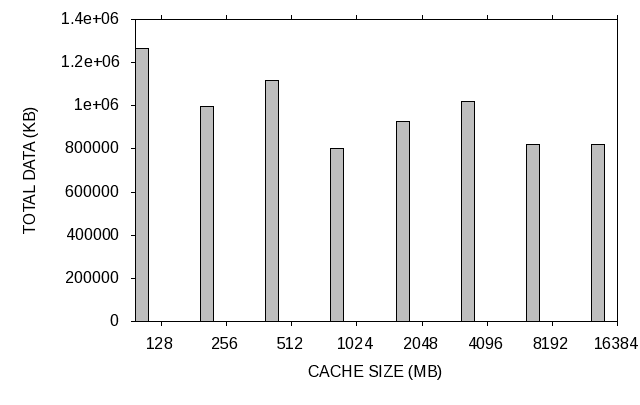 1.4e+06
1.2e+06
1e+06
800000
600000
400000
200000
0
TOTAL DATA (KB)
128 256 512 1024 2048 4096 8192 16384
CACHE SIZE (MB)